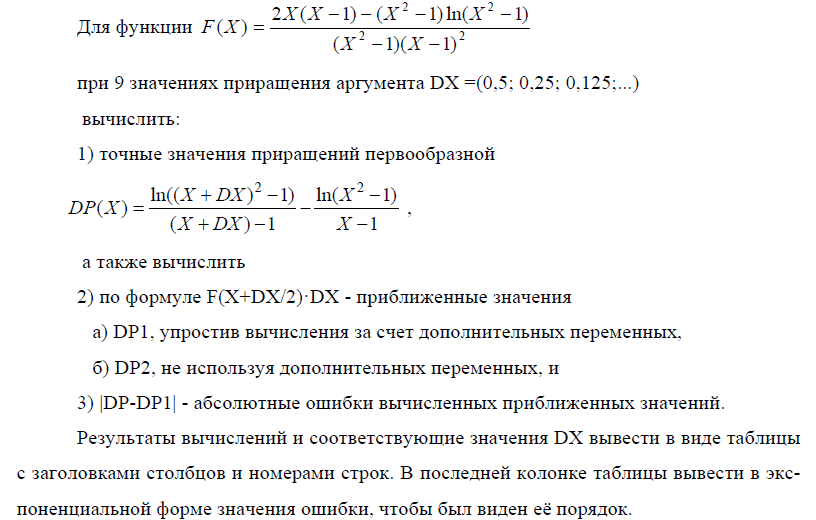 Для функции F(X) = \frac{2X(X-1)-(X^2-1)\ln(X^2-1)}{(X^2-1)(X-1)^2}
при 9 значениях приращения аргумента DX =(0,5; 0,25; 0,125;...)
вычислить:
1) точные значения приращений первообразной
DP(X) = \frac{\ln((X+DX)^2-1)}{(X+DX)-1} - \frac{\ln(X^2-1)}{X-1} ,
а также вычислить
2) по формуле F(X+DX/2)·DX - приближенные значения
а) DP1, упростив вычисления за счет дополнительных переменных,
б) DP2, не используя дополнительных переменных, и
3) |DP-DP1| - абсолютные ошибки вычисленных приближенных значений.
Результаты вычислений и соответствующие значения DX вывести в виде таблицы
с заголовками столбцов и номерами строк. В последней колонке таблицы вывести в экс-
поненциальной форме значения ошибки, чтобы был виден её порядок.